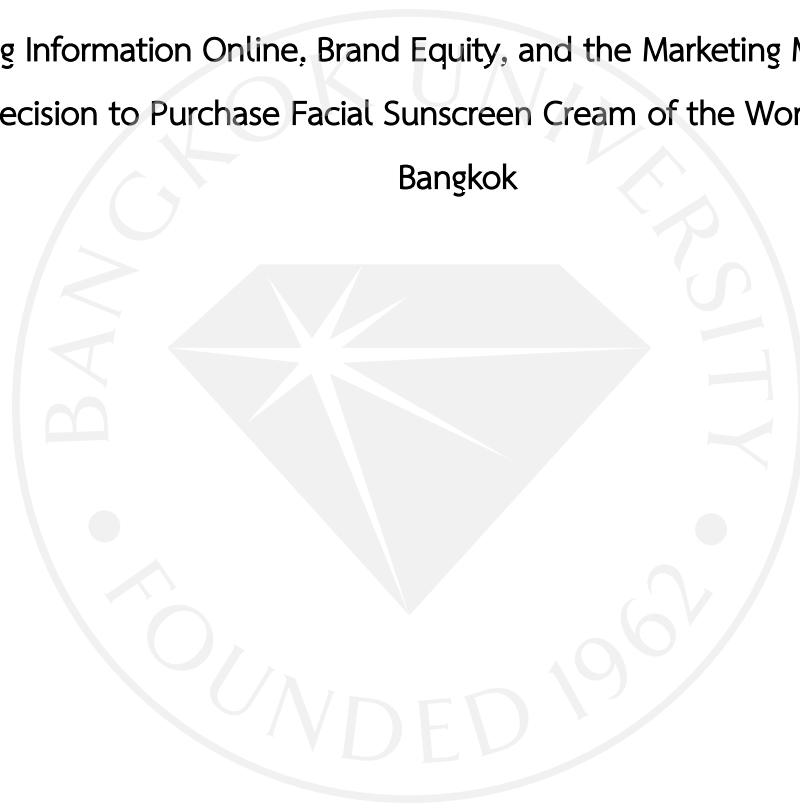 g Information Online, Brand Equity, and the Marketing
ecision to Purchase Facial Sunscreen Cream of the Wor
Bangkok
BANGKOK UNIVERSITY
FOUNDED 1962